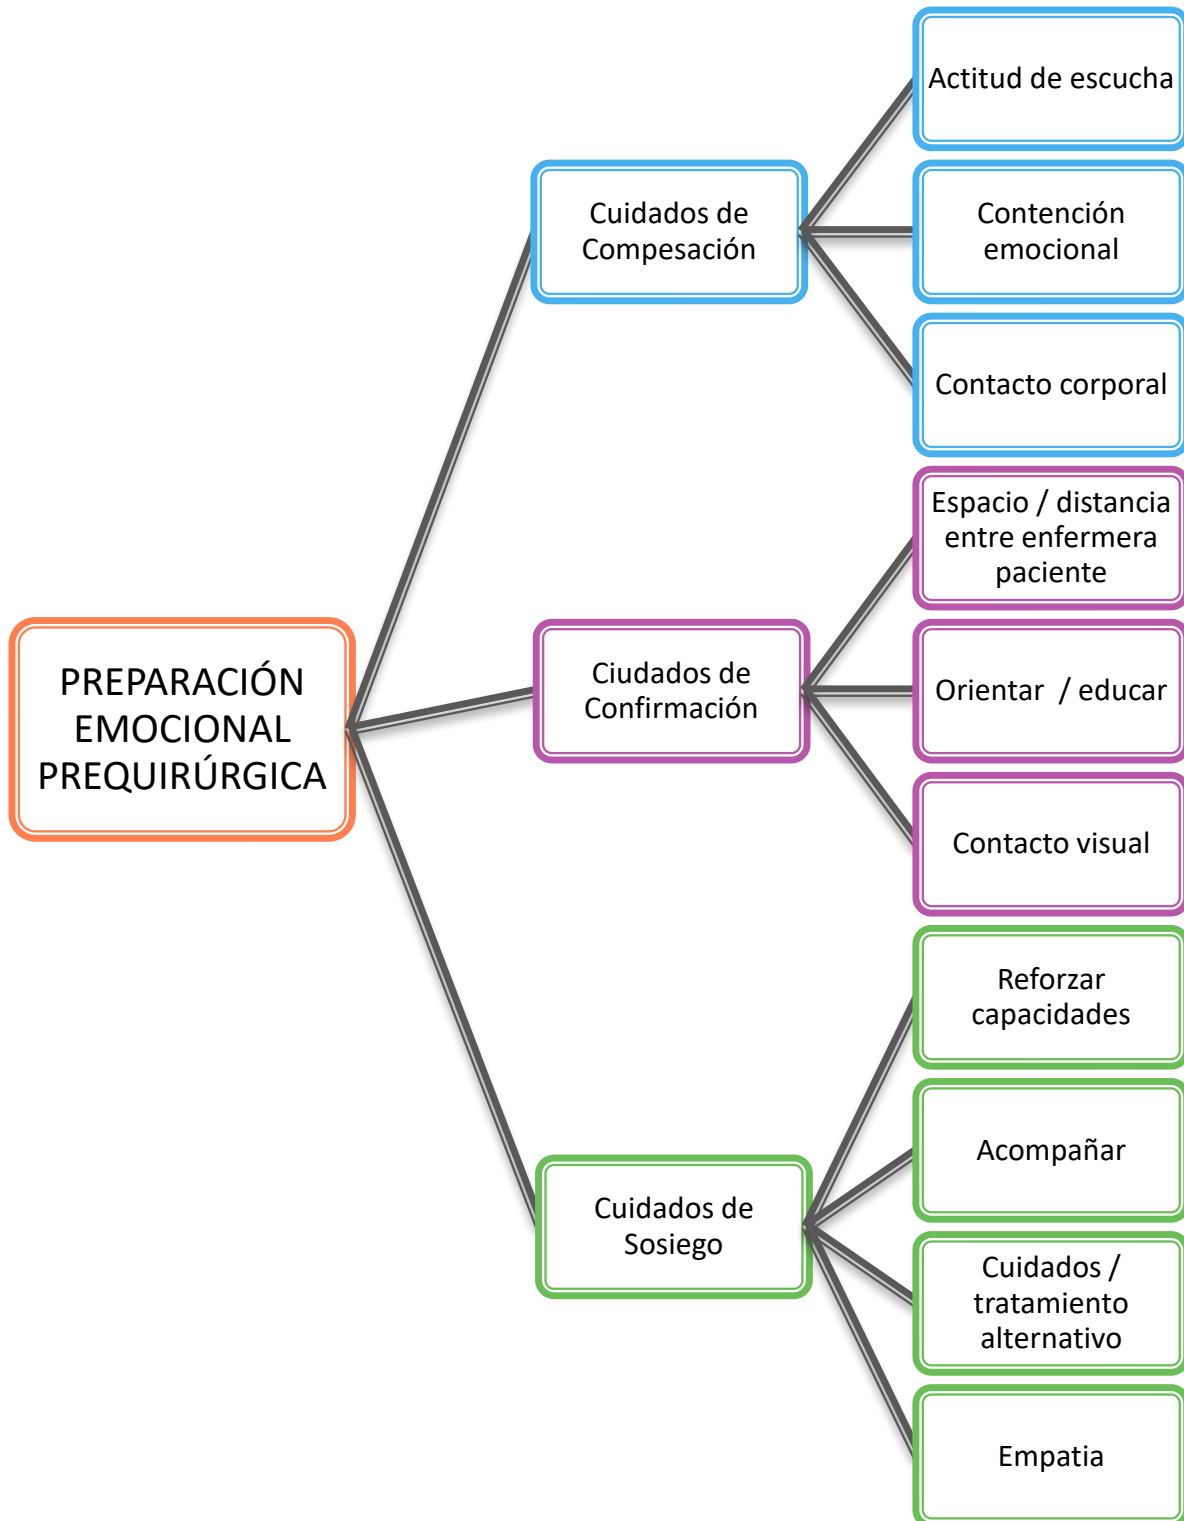 Actitud de escucha
Cuidados de
Compesación
Contención
emocional
Contacto corporal
Espacio / distancia
entre enfermera
paciente
PREPARACIÓN
EMOCIONAL
PREQUIRÚRGICA
Ciudados de
Confirmación
Orientar / educar
Contacto visual
Reforzar
capacidades
Acompañar
Cuidados de
Sosiego
Cuidados /
tratamiento
alternativo
Empatia